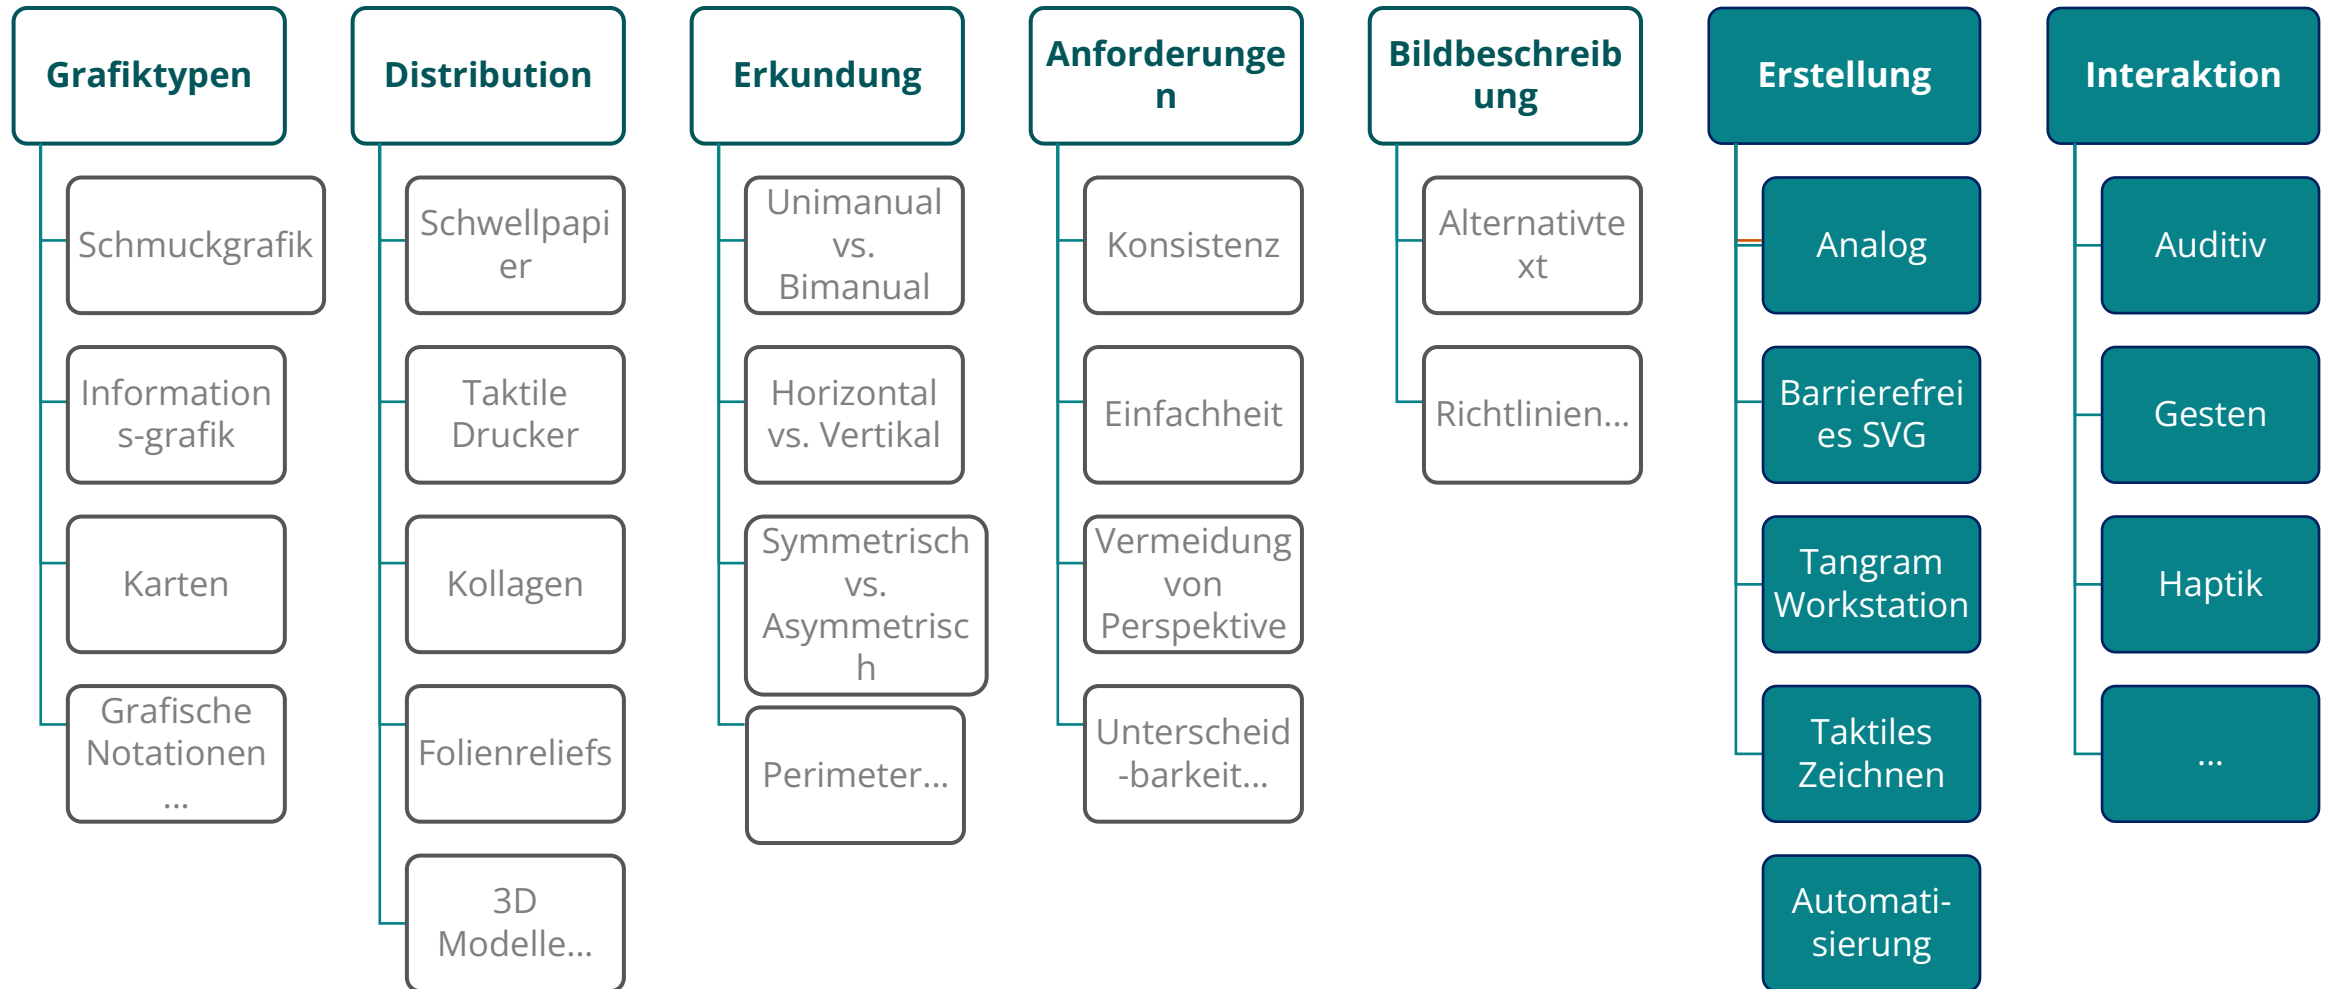 Grafiktypen
Schmuckgrafik
Information
s-grafik
Karten
Grafische
Notationen
...
Distribution
Schwellpapi
er
Taktile
Drucker
Kollagen
Folienreliefs
3D
Modelle...
Erkundung
Unimanual
vs.
Bimanual
Horizontal
vs. Vertikal
Symmetrisch
vs.
Asymmetrisc
h
Perimeter...
Anforderunge
n
Konsistenz
Einfachheit
Vermeidung
von
Perspektive
Unterscheid
-barkeit...
Bildbeschreib
ung
Alternativte
xt
Richtlinien...
Erstellung
Analog
Barrierefrei
es SVG
Tangram
Workstation
Taktiles
Zeichnen
Automati-
sierung
Interaktion
Auditiv
Gesten
Haptik
...